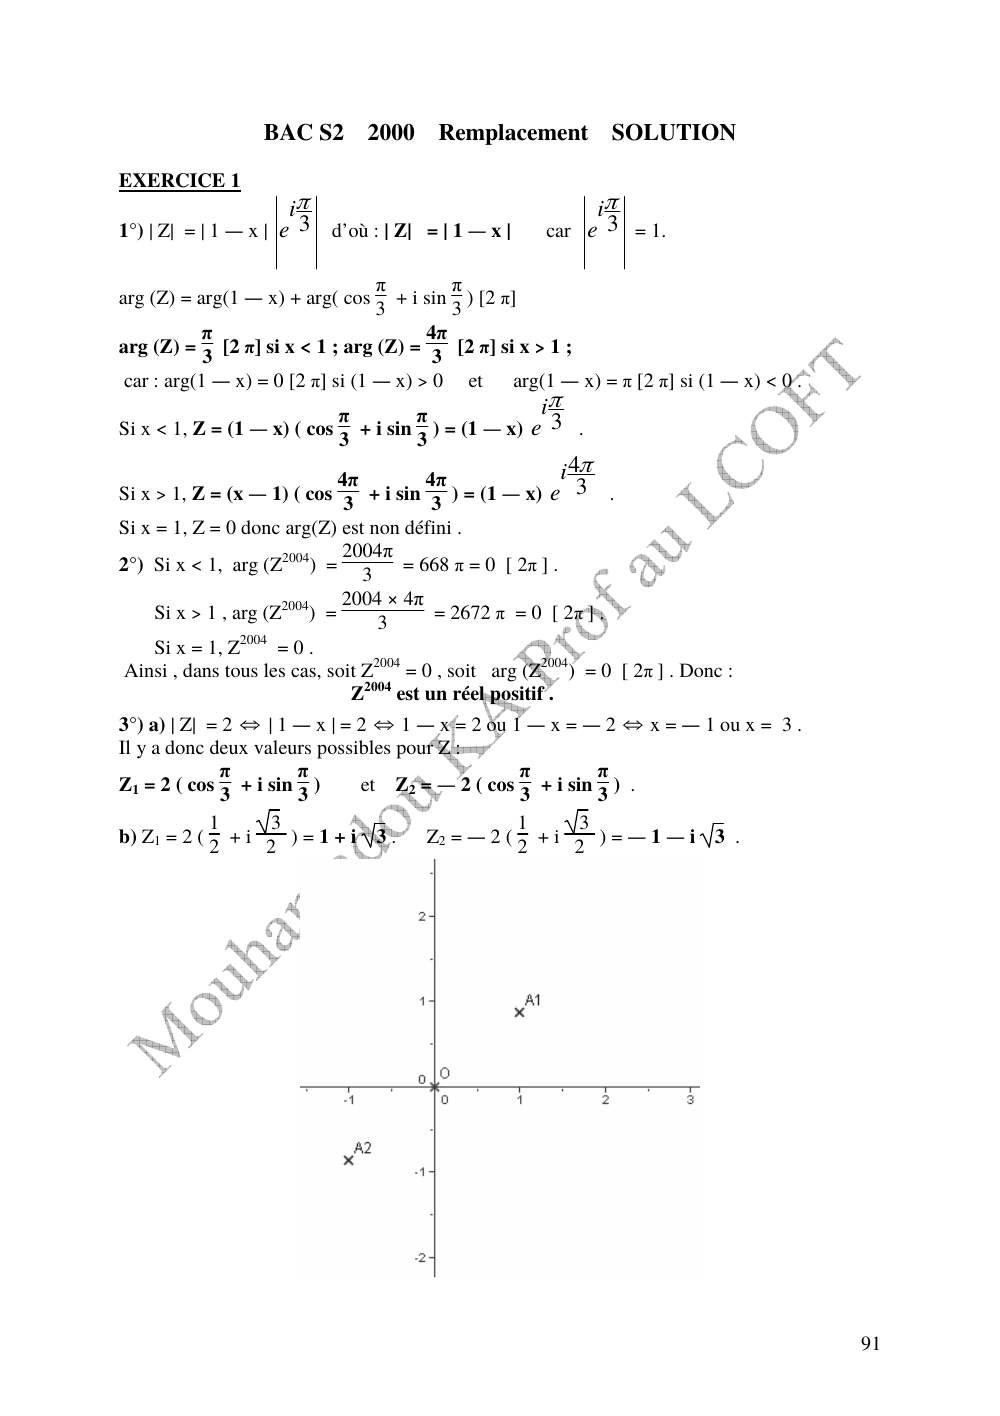 BAC S2 2000 Remplacement SOLUTION
EXERCICE 1
1°) | Z| = | 1 — x | | e^{i π/3} | d'où : | Z| = | 1 — x | car | e^{i π/3} | = 1.
arg (Z) = arg(1 — x) + arg( cos π/3 + i sin π/3 ) [2 π]
arg (Z) = π/3 [2 π] si x < 1 ; arg (Z) = 4π/3 [2 π] si x > 1 ;
car : arg(1 — x) = 0 [2 π] si (1 — x) > 0 et arg(1 — x) = π [2 π] si (1 — x) < 0 .
Si x < 1, Z = (1 — x) ( cos π/3 + i sin π/3 ) = (1 — x) e^{i π/3} .
Si x > 1, Z = (x — 1) ( cos 4π/3 + i sin 4π/3 ) = (1 — x) e^{i 4π/3} .
Si x = 1, Z = 0 donc arg(Z) est non défini .
2°) Si x < 1, arg (Z^{2004}) = 2004π/3 = 668 π = 0 [ 2π ] .
Si x > 1 , arg (Z^{2004}) = 2004 × 4π/3 = 2672 π = 0 [ 2π ] .
Si x = 1, Z^{2004} = 0 .
Ainsi , dans tous les cas, soit Z^{2004} = 0 , soit arg (Z^{2004}) = 0 [ 2π ] . Donc :
Z^{2004} est un réel positif .
3°) a) | Z| = 2 ⇔ | 1 — x | = 2 ⇔ 1 — x = 2 ou 1 — x = — 2 ⇔ x = — 1 ou x = 3 .
Il y a donc deux valeurs possibles pour Z :
Z₁ = 2 ( cos π/3 + i sin π/3 ) et Z₂ = — 2 ( cos π/3 + i sin π/3 ) .
b) Z₁ = 2 ( 1/2 + i √3/2 ) = 1 + i √3 . Z₂ = — 2 ( 1/2 + i √3/2 ) = — 1 — i √3 .
2
1
A1
0 O
-1 0 1 2 3
A2
-1
-2
91